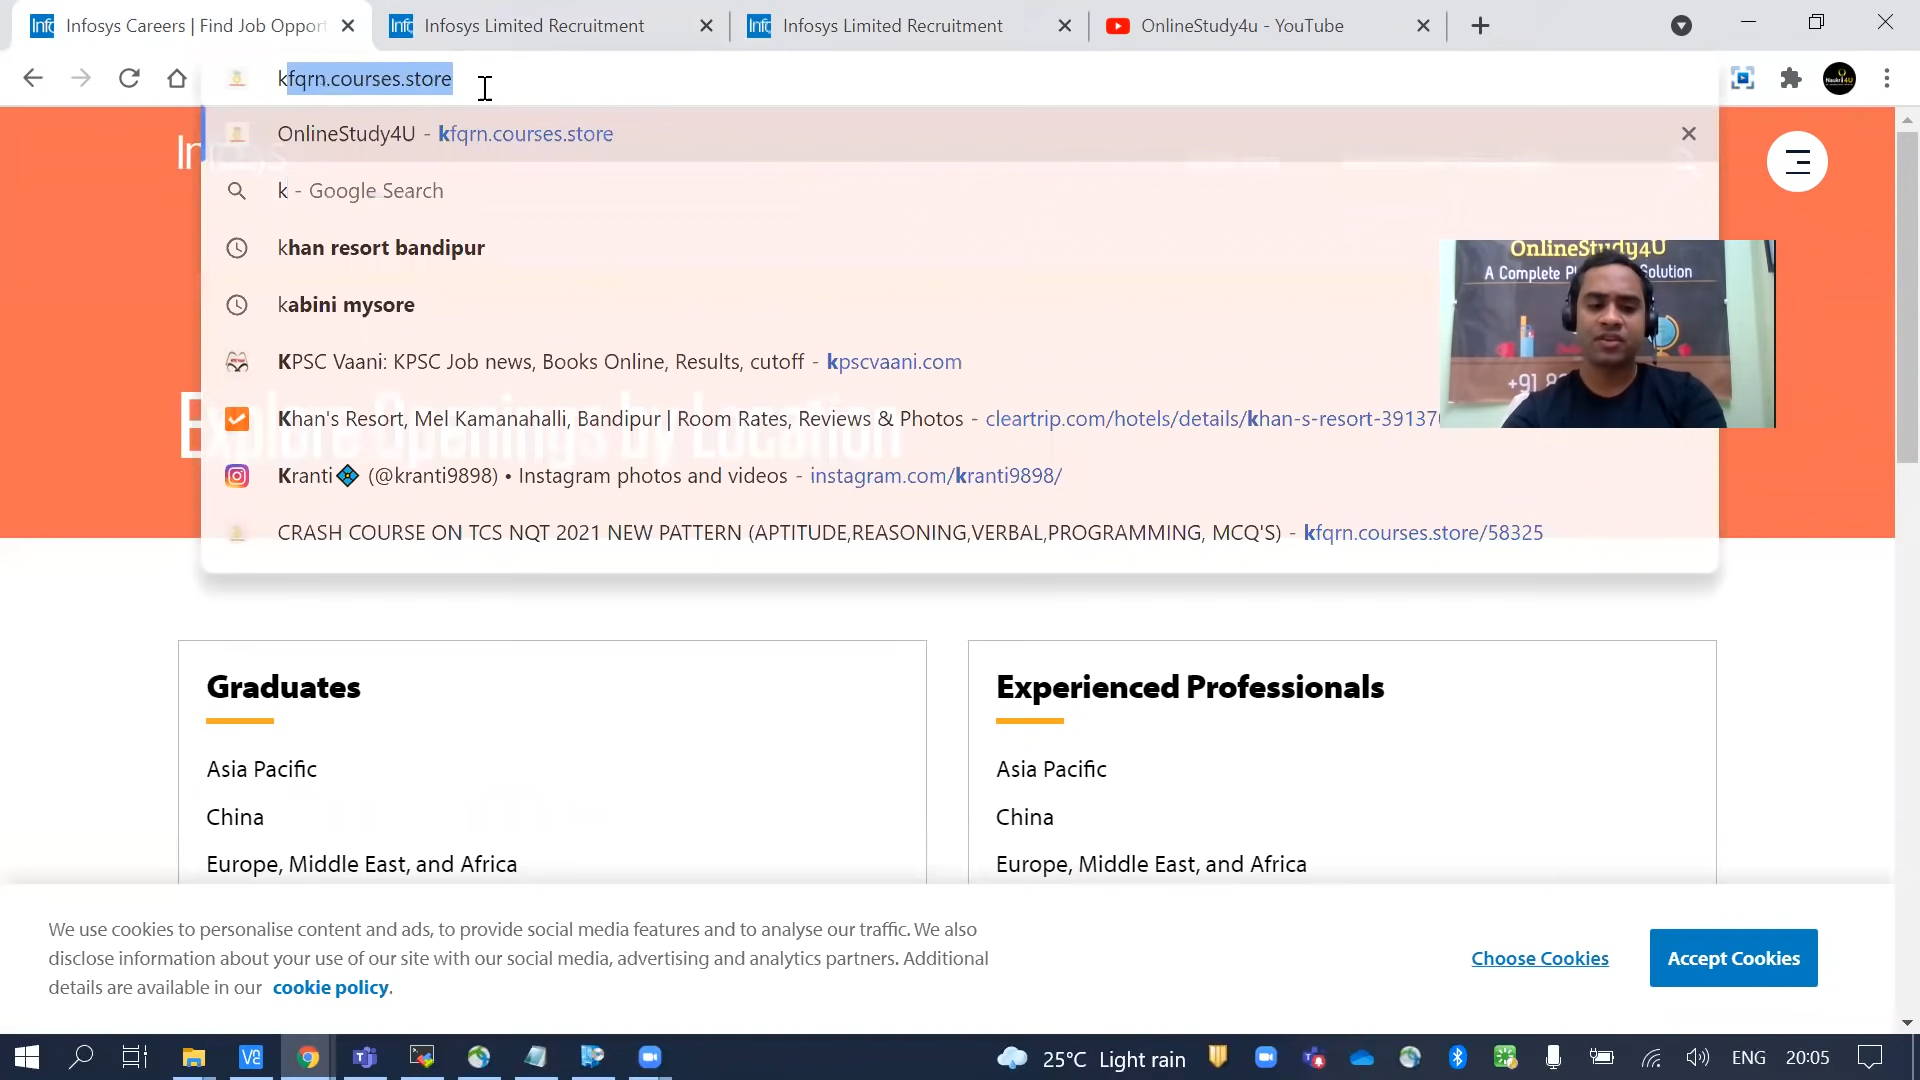 Infosys Careers | Find Job Opport
Infosys Limited Recruitment
Infosys Limited Recruitment
OnlineStudy4u - YouTube
kfqrn.courses.store
OnlineStudy4U - kfqrn.courses.store
k - Google Search
khan resort bandipur
kabini mysore
KPSC Vaani: KPSC Job news, Books Online, Results, cutoff - kpscvaani.com
Khan's Resort, Mel Kamanahalli, Bandipur | Room Rates, Reviews & Photos - cleartrip.com/hotels/details/khan-s-resort-39137
Kranti💠 (@kranti9898) • Instagram photos and videos - instagram.com/kranti9898/
CRASH COURSE ON TCS NQT 2021 NEW PATTERN (APTITUDE,REASONING,VERBAL,PROGRAMMING, MCQ'S) - kfqrn.courses.store/58325
Explore Openings by Location
OnlineStudy4U
A Complete Pl Solution
+91 8
Graduates
Asia Pacific
China
Europe, Middle East, and Africa
Experienced Professionals
Asia Pacific
China
Europe, Middle East, and Africa
We use cookies to personalise content and ads, to provide social media features and to analyse our traffic. We also
disclose information about your use of our site with our social media, advertising and analytics partners. Additional
details are available in our cookie policy.
Choose Cookies
Accept Cookies
25°C Light rain
ENG
20:05